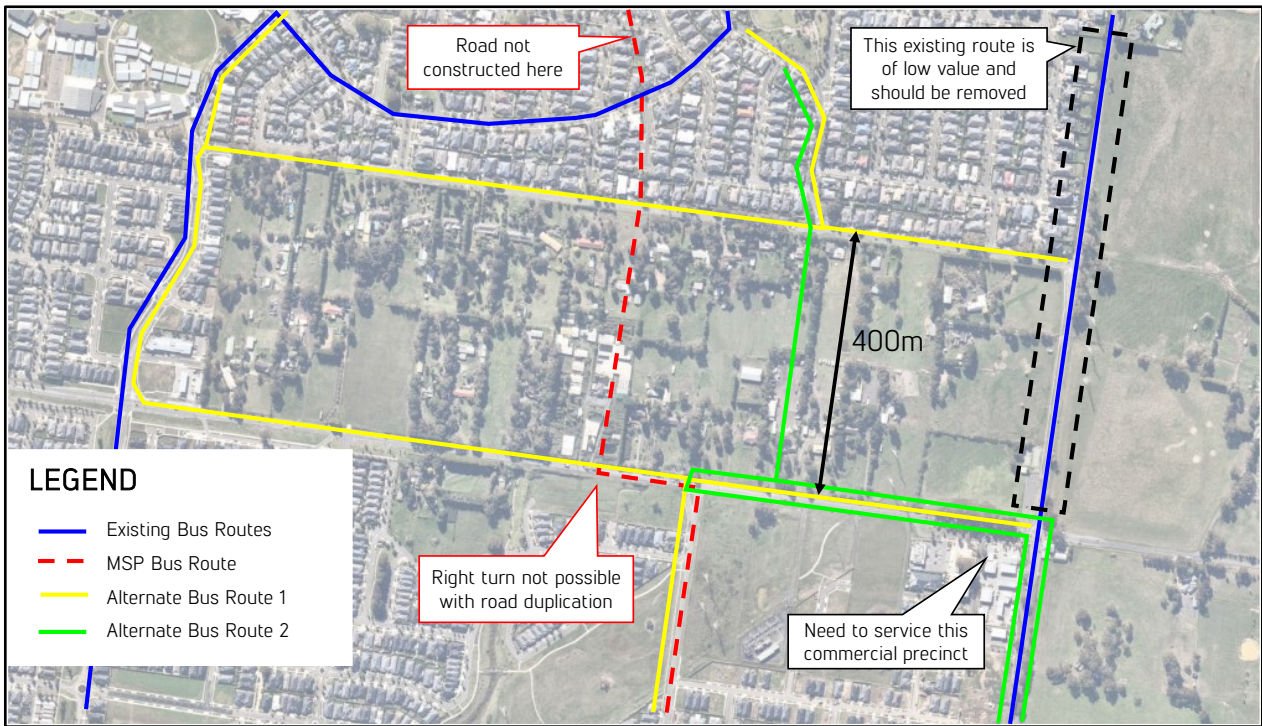 Road not
constructed here
This existing route is
of low value and
should be removed
400m
LEGEND
Existing Bus Routes
MSP Bus Route
Alternate Bus Route 1
Alternate Bus Route 2
Right turn not possible
with road duplication
Need to service this
commercial precinct